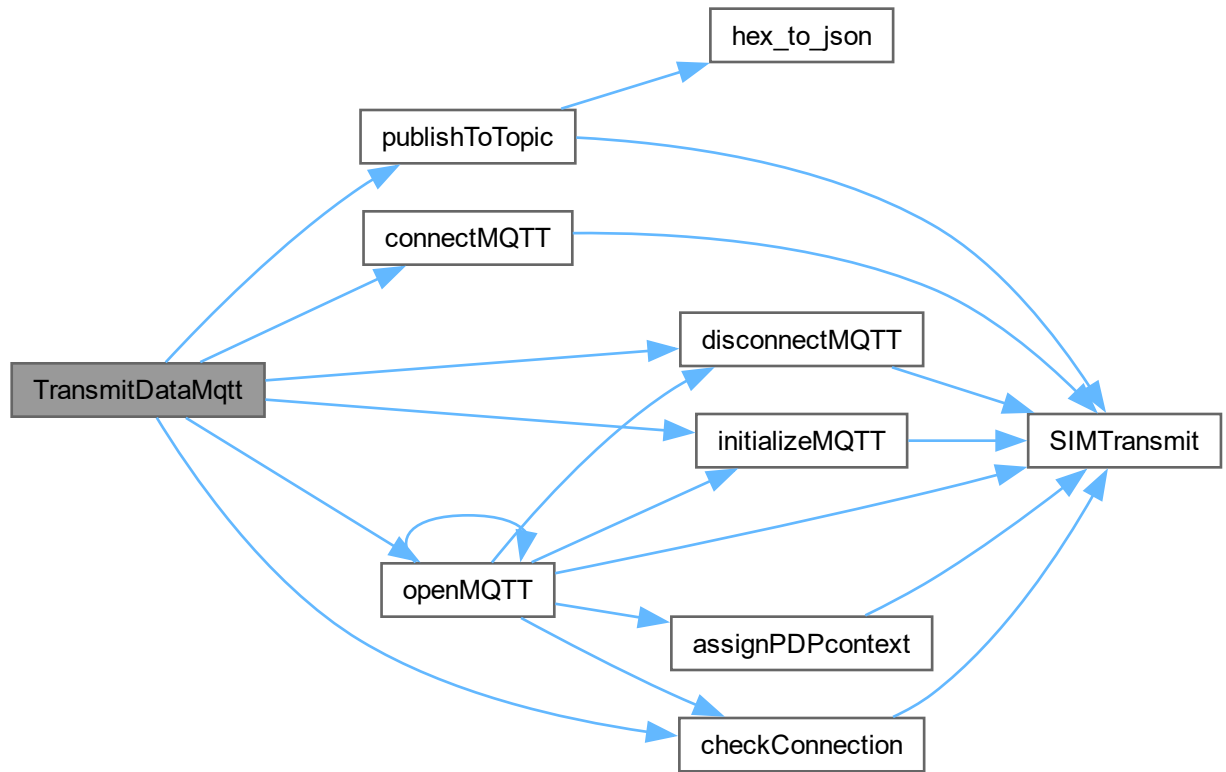 hex_to_json
publishToTopic
connectMQTT
disconnectMQTT
TransmitDataMqtt
initializeMQTT
SIMTransmit
openMQTT
assignPDPcontext
checkConnection